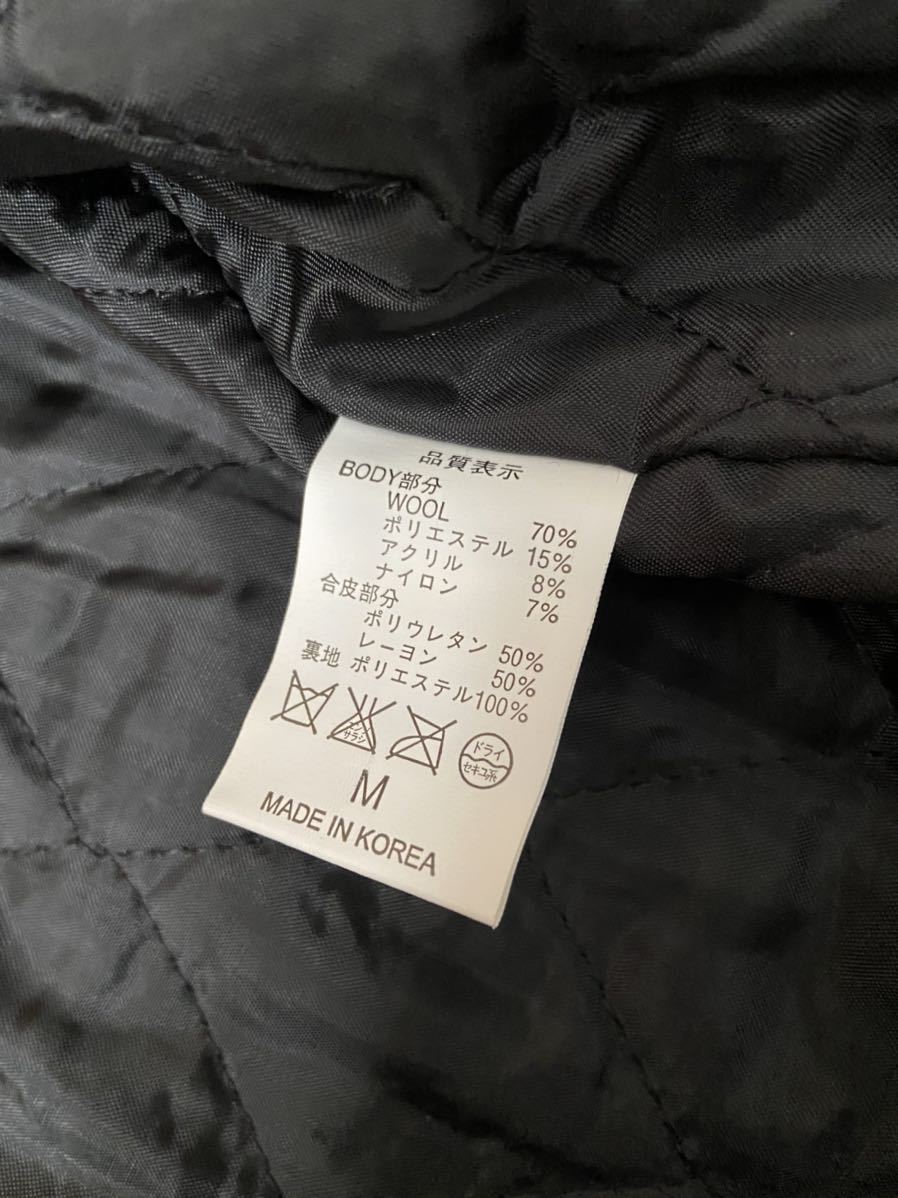 品質表示
BODY部分
WOOL 70%
ポリエステル 15%
アクリル 8%
ナイロン 7%
合皮部分
ポリウレタン 50%
レーヨン 50%
裏地 ポリエステル100%
エンソ
サラシ
ドライ
セキユ系
M
MADE IN KOREA